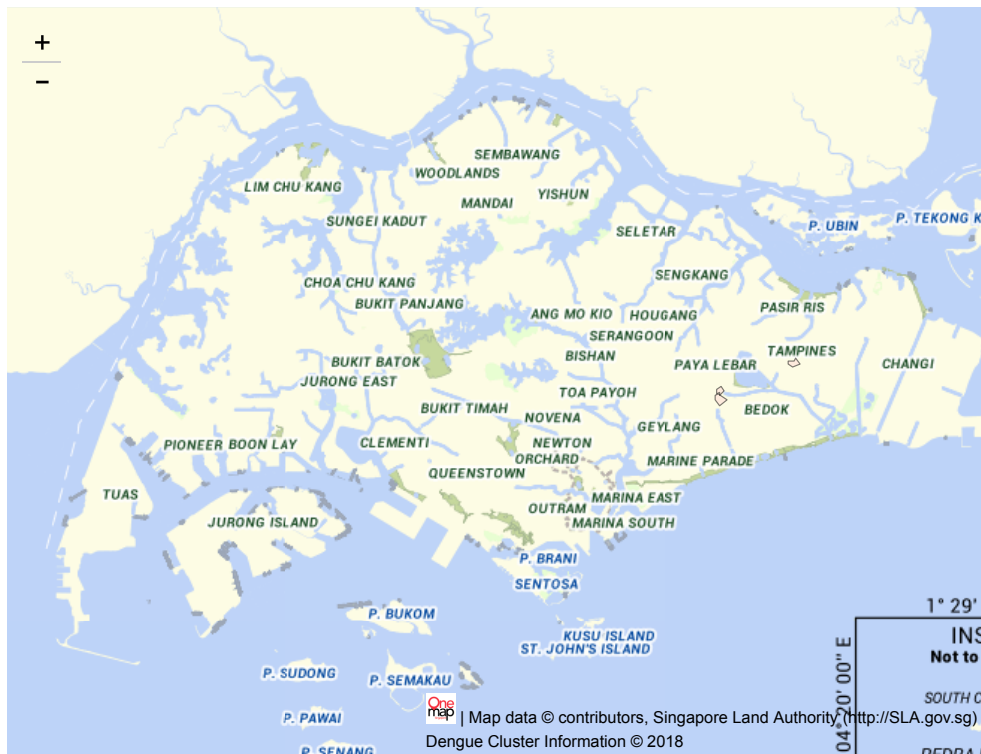 +
−
SEMBAWANG
WOODLANDS
LIM CHU KANG
YISHUN
MANDAI
SUNGEI KADUT
P. TEKONG K
P. UBIN
SELETAR
SENGKANG
CHOA CHU KANG
BUKIT PANJANG
PASIR RIS
ANG MO KIO
HOUGANG
SERANGOON
TAMPINES
BISHAN
BUKIT BATOK
PAYA LEBAR
CHANGI
JURONG EAST
TOA PAYOH
BUKIT TIMAH
BEDOK
NOVENA
GEYLANG
PIONEER
BOON LAY
CLEMENTI
NEWTON
ORCHARD
MARINE PARADE
QUEENSTOWN
TUAS
MARINA EAST
OUTRAM
JURONG ISLAND
MARINA SOUTH
P. BRANI
SENTOSA
P. BUKOM
KUSU ISLAND
ST. JOHN'S ISLAND
P. SUDONG
P. SEMAKAU
P. PAWAI
P. SENANG
1° 29'
INS
Not to
SOUTH C
PEDRA
04° 20' 00" E
One map | Map data © contributors, Singapore Land Authority (http://SLA.gov.sg)
Dengue Cluster Information © 2018